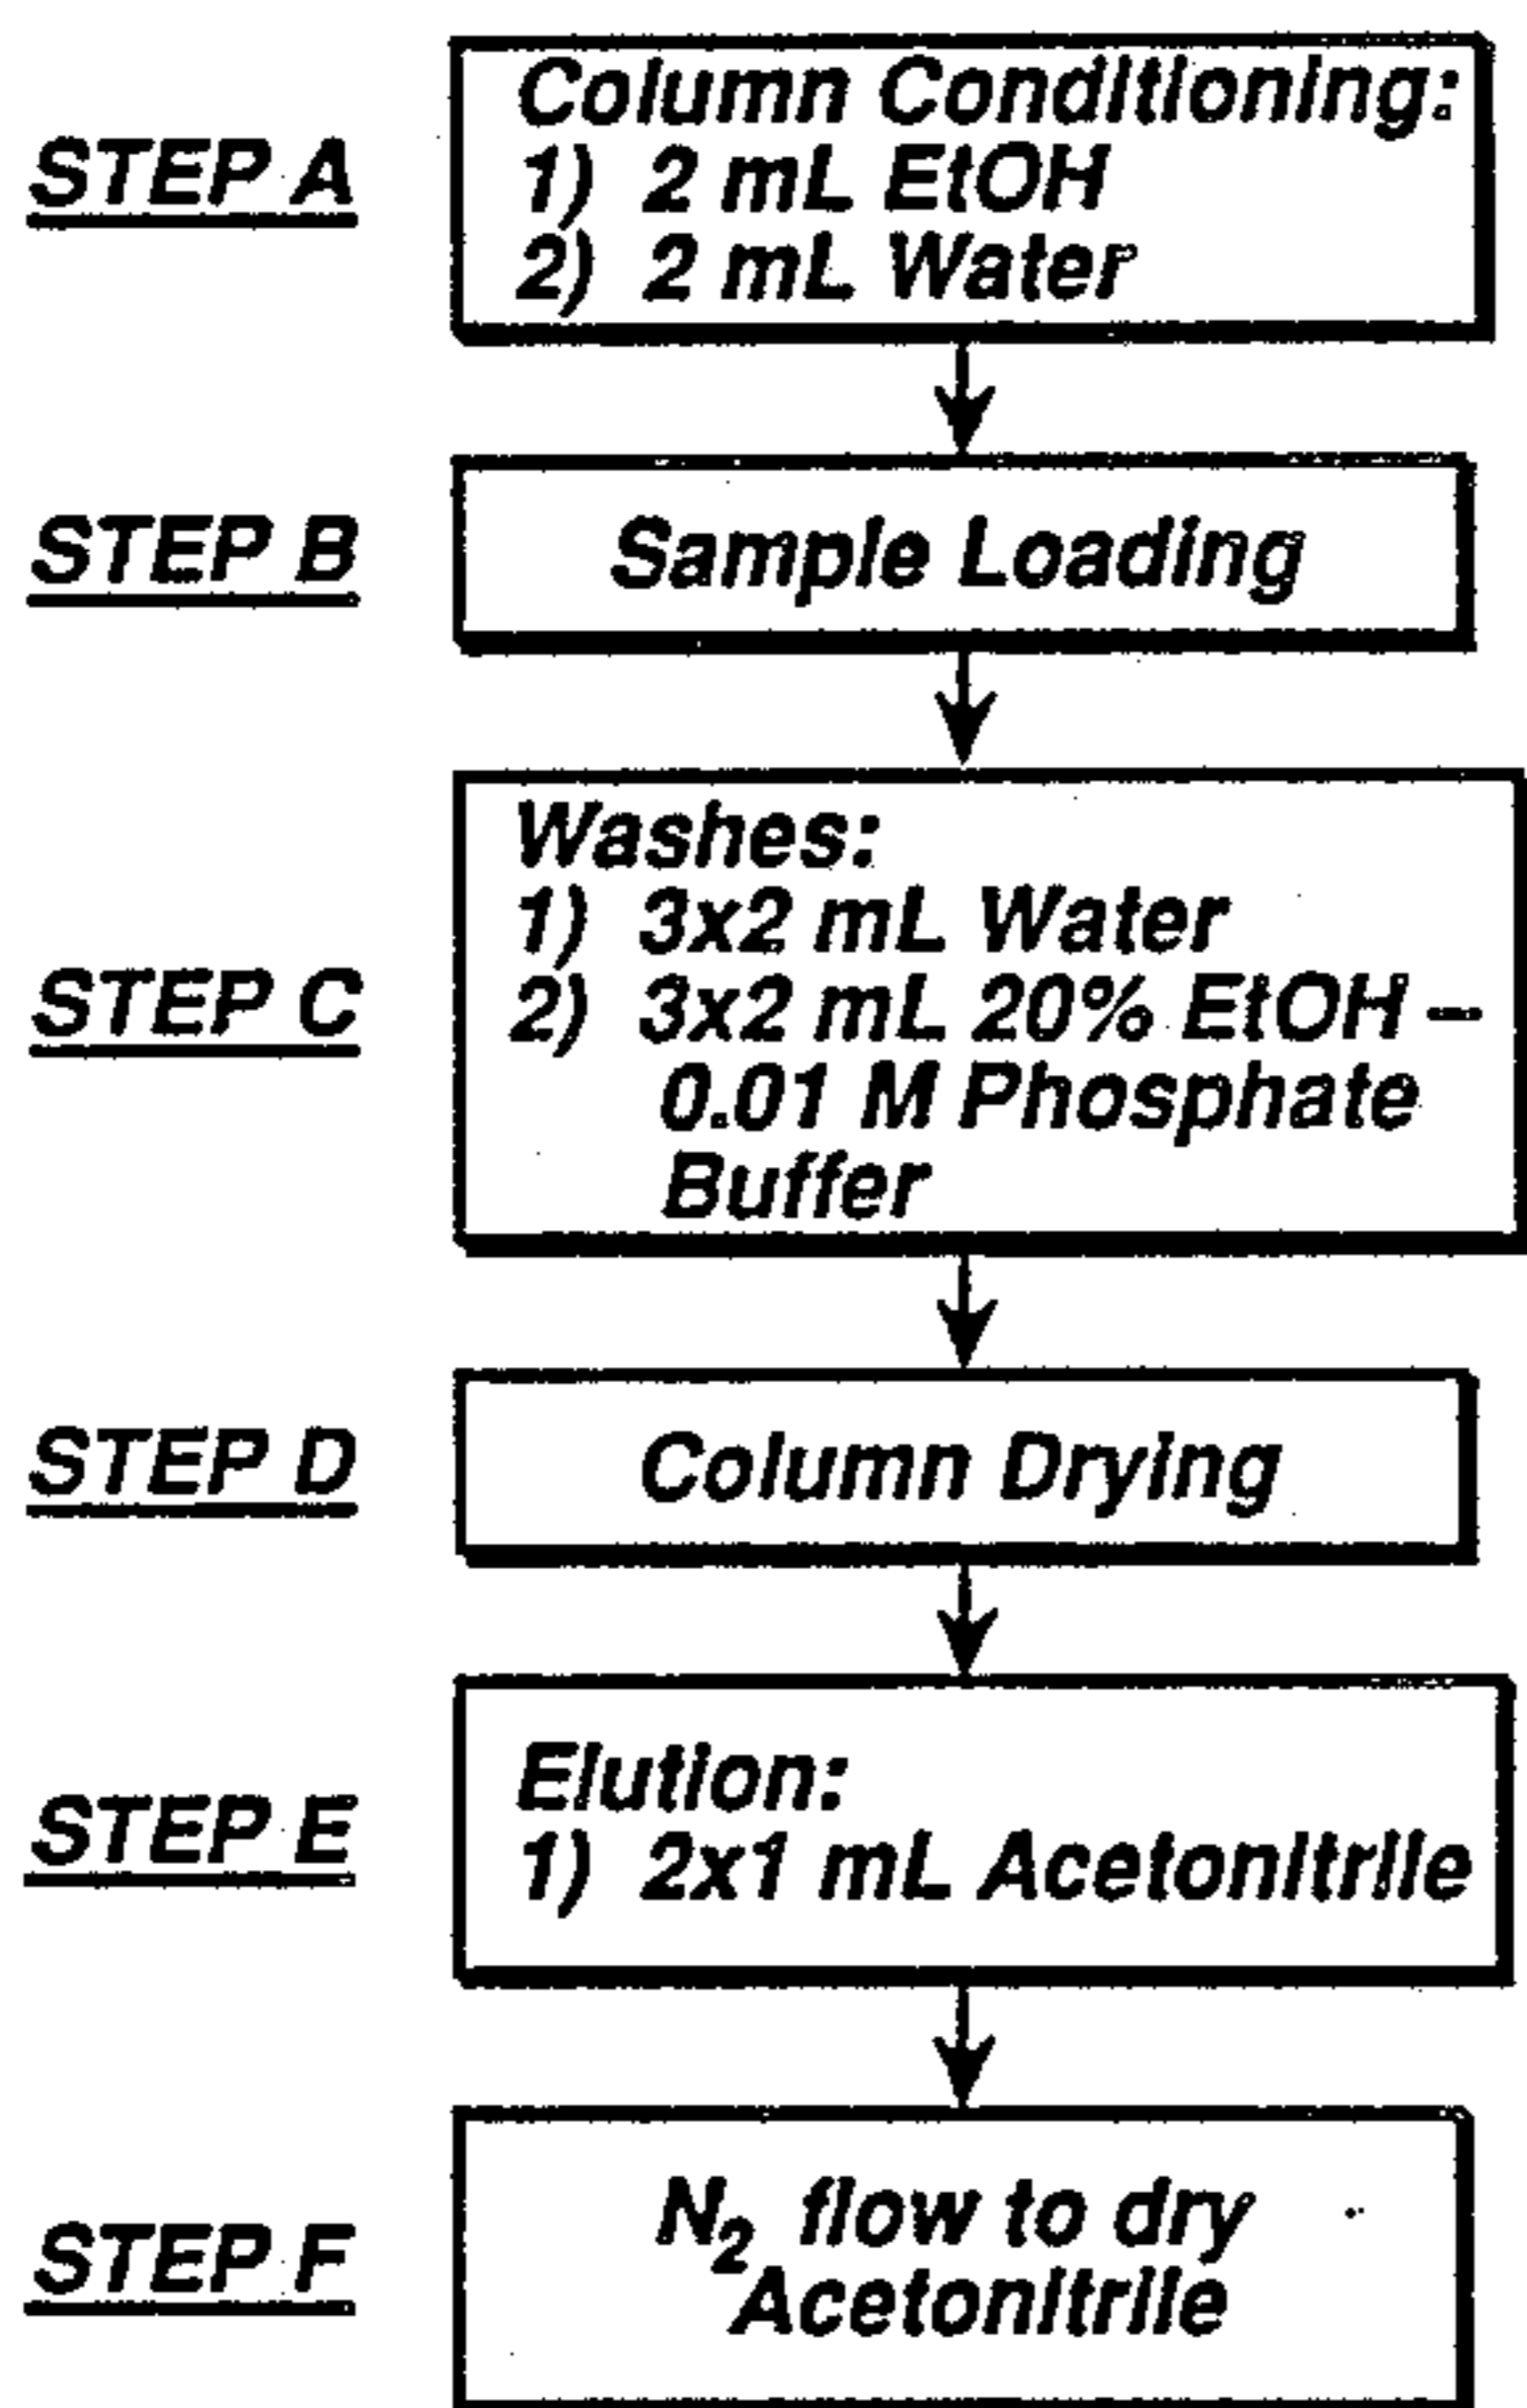 STEP A
Column Conditioning:
1) 2 mL EtOH
2) 2 mL Water
STEP B
Sample Loading
STEP C
Washes:
1) 3x2 mL Water
2) 3x2 mL 20% EtOH –
0.01 M Phosphate
Buffer
STEP D
Column Drying
STEP E
Elution:
1) 2x1 mL Acetonitrile
STEP F
N₂ flow to dry
Acetonitrile